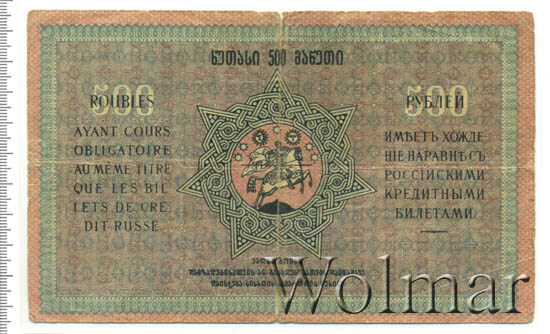 ხუთასი 500 მანეთი
500
ROUBLES
AYANT COURS
OBLIGATOIRE
AU MÊME TITRE
QUE LES BIL
LETS DE CRE
DIT RUSSE
500
РУБЛЕЙ
ИМѢЕТЪ ХОЖДЕ
НІЕ НАРАВНѢ СЪ
РОССІЙСКИМИ
КРЕДИТНЫМИ
БИЛЕТАМИ
Wolmar